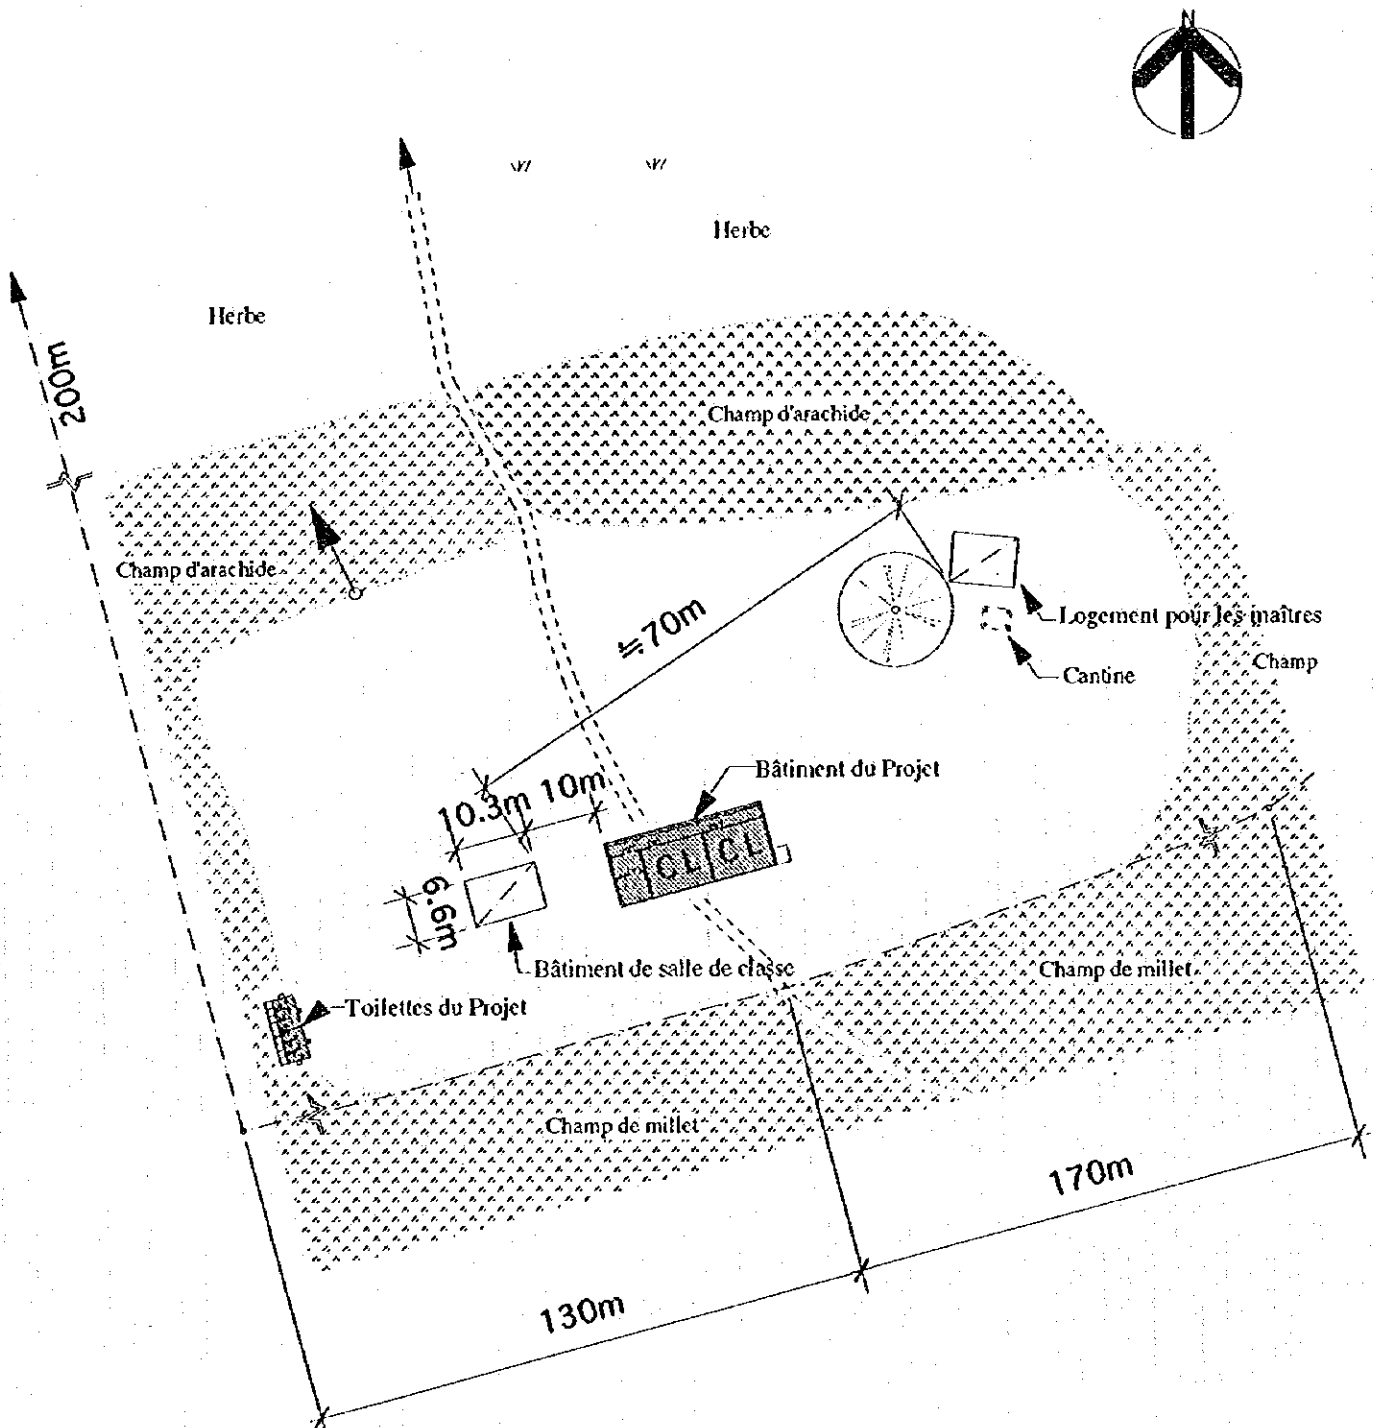 N
Herbe
Herbe
200m
Champ d'arachide
Champ d'arachide
≒70m
Logement pour les maîtres
Champ
Cantine
Bâtiment du Projet
10.3m 10m
CL CL
6.6m
Bâtiment de salle de classe
Champ de millet
Toilettes du Projet
Champ de millet
170m
130m